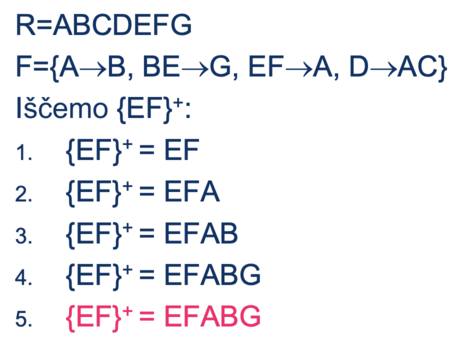 R=ABCDEFG
F={A→B, BE→G, EF→A, D→AC}
Iščemo {EF}⁺:
1. {EF}⁺ = EF
2. {EF}⁺ = EFA
3. {EF}⁺ = EFAB
4. {EF}⁺ = EFABG
5. {EF}⁺ = EFABG